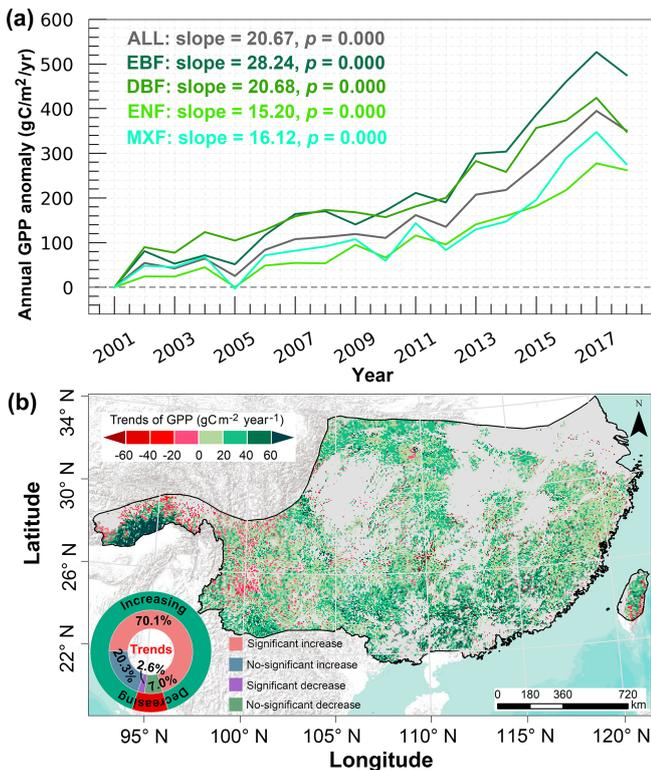 (a)
600
500
400
300
200
100
0
Annual GPP anomaly (gC/m²/yr)
ALL: slope = 20.67, p = 0.000
EBF: slope = 28.24, p = 0.000
DBF: slope = 20.68, p = 0.000
ENF: slope = 15.20, p = 0.000
MXF: slope = 16.12, p = 0.000
2001 2003 2005 2007 2009 2011 2013 2015 2017
Year
(b)
34° N
30° N
26° N
22° N
Latitude
Trends of GPP (gC m⁻² year⁻¹)
-60 -40 -20 0 20 40 60
N
Increasing
70.1%
Trends
20.3%
2.6%
7.0%
Increasing
Decreasing
Significant increase
No-significant increase
Significant decrease
No-significant decrease
0 180 360 720
km
95° N 100° N 105° N 110° N 115° N 120° N
Longitude